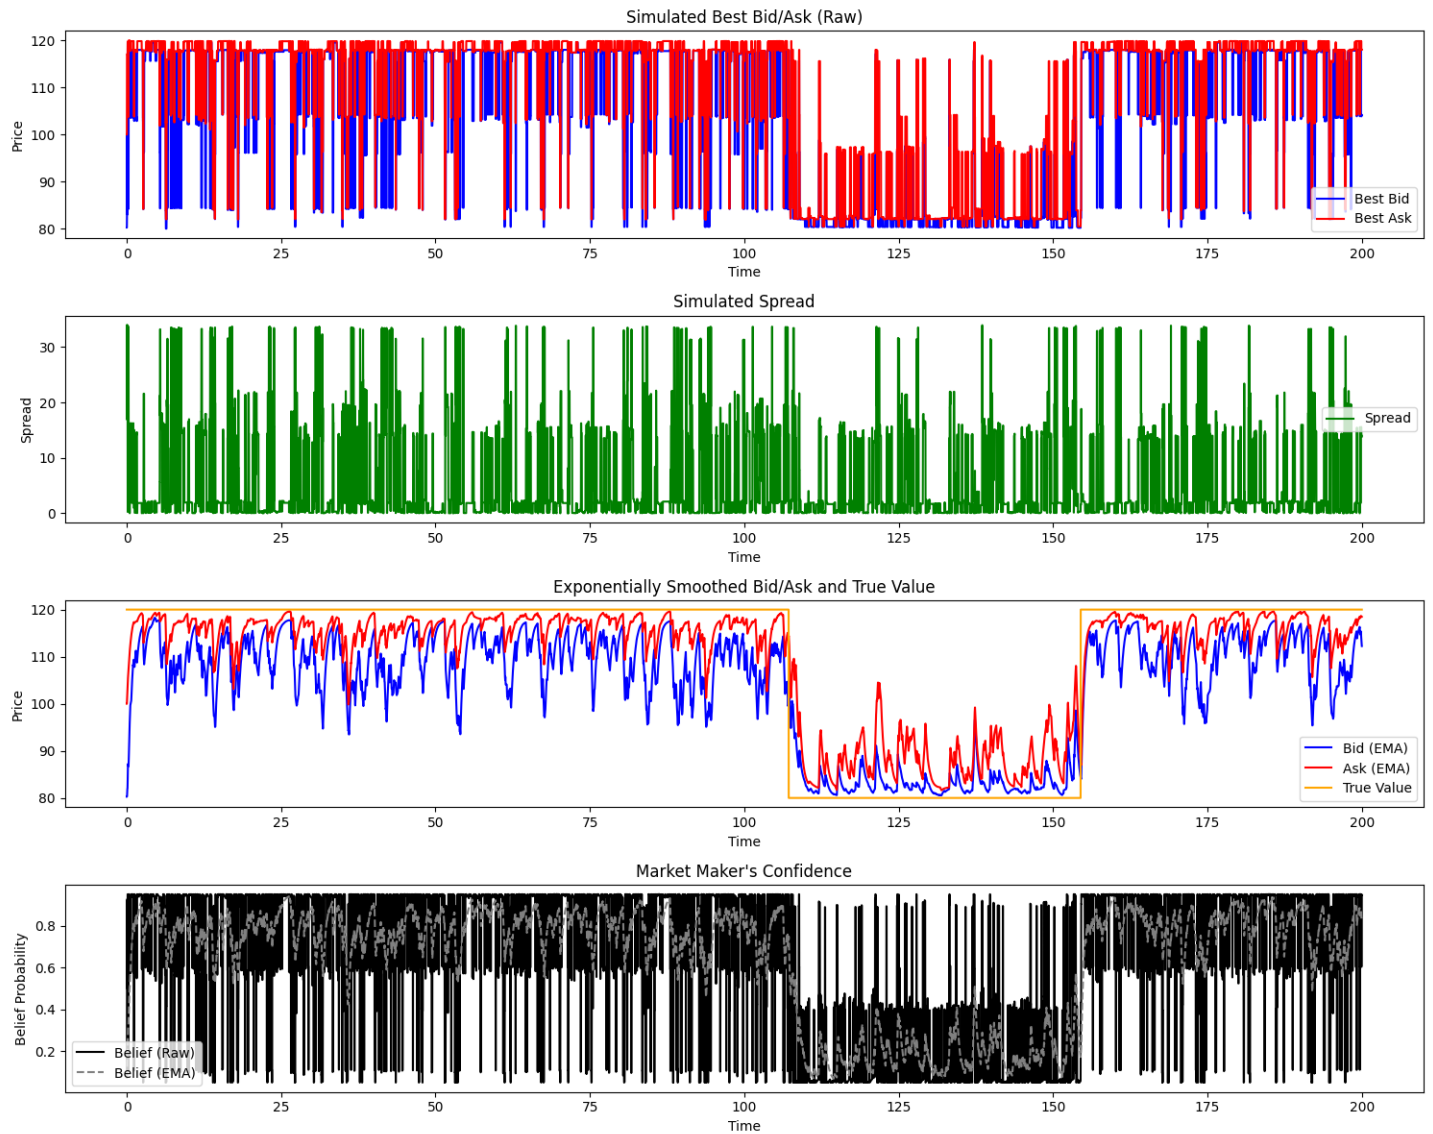 Simulated Best Bid/Ask (Raw)
120
110
100
90
80
Price
Best Bid
Best Ask
0 25 50 75 100 125 150 175 200
Time
Simulated Spread
30
20
10
0
Spread
Spread
0 25 50 75 100 125 150 175 200
Time
Exponentially Smoothed Bid/Ask and True Value
120
110
100
90
80
Price
Bid (EMA)
Ask (EMA)
True Value
0 25 50 75 100 125 150 175 200
Time
Market Maker's Confidence
0.8
0.6
0.4
0.2
Belief Probability
Belief (Raw)
Belief (EMA)
0 25 50 75 100 125 150 175 200
Time